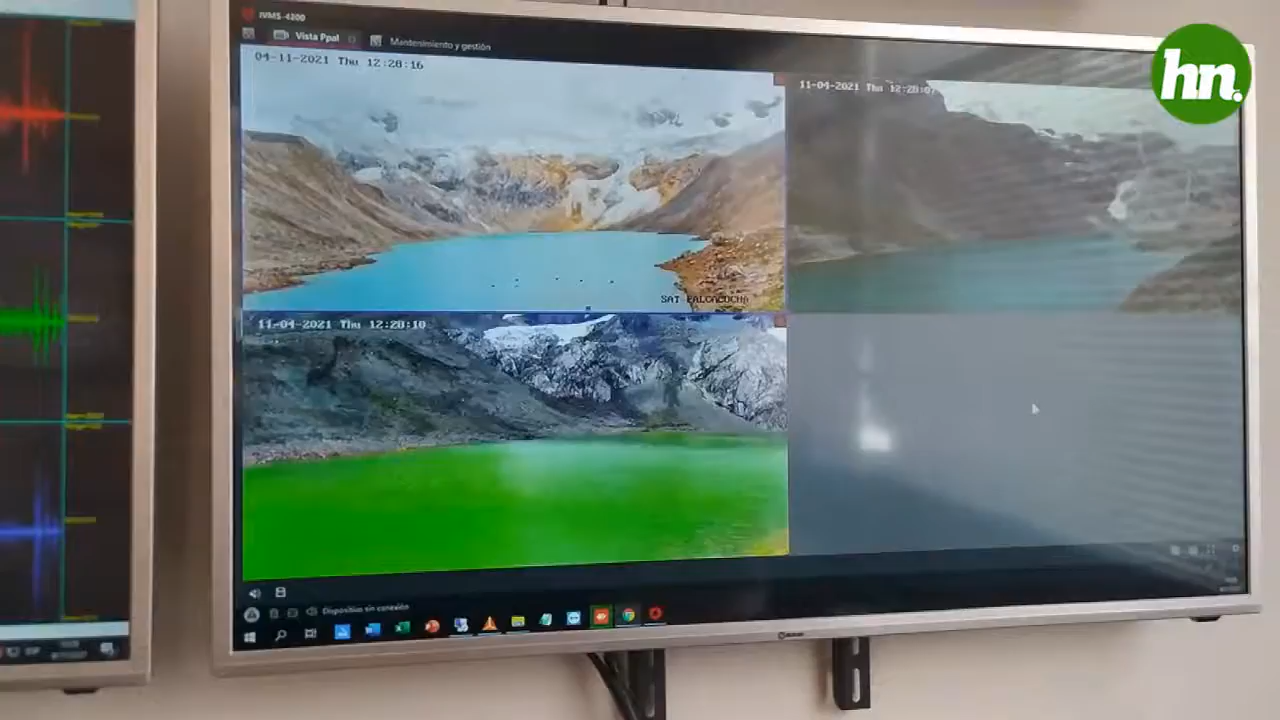 iVMS-4200
Vista Ppal
Mantenimiento y gestión
04-11-2021 Thu 12:28:16
11-04-2021 Thu 12:28:0
SAT PALCACOCHA
11-04-2021 Thu 12:28:10
Dispositivo sin conexión
ESP
hn.